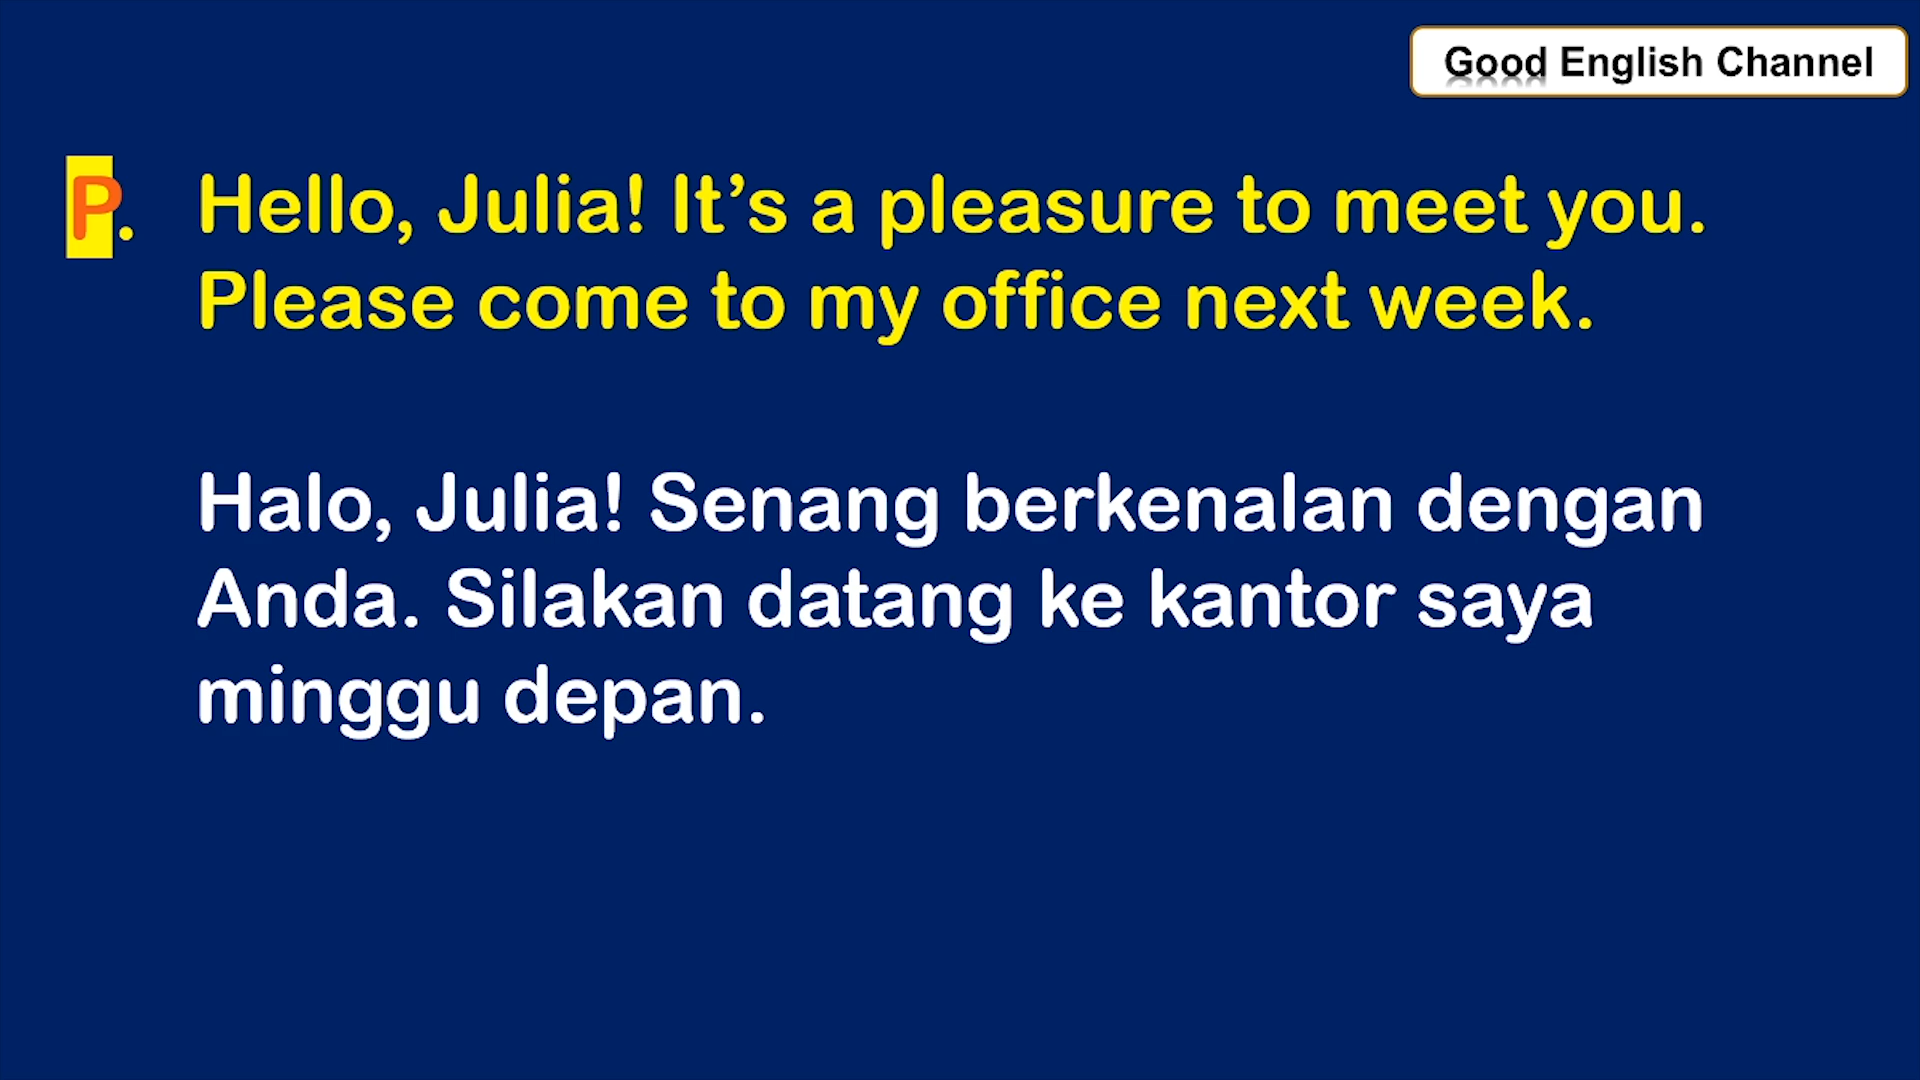 Good English Channel
P. Hello, Julia! It’s a pleasure to meet you.
Please come to my office next week.
Halo, Julia! Senang berkenalan dengan
Anda. Silakan datang ke kantor saya
minggu depan.